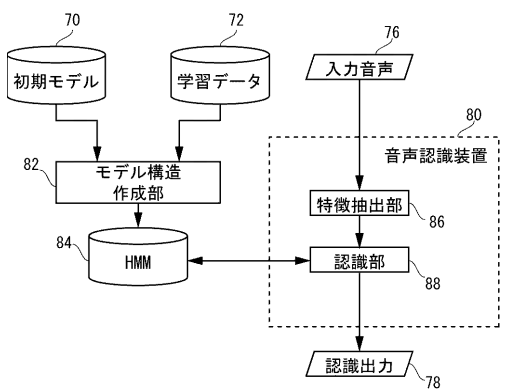 70
初期モデル
72
学習データ
76
入力音声
80
音声認識装置
82
モデル構造
作成部
特徴抽出部
86
84
HMM
認識部
88
認識出力
78